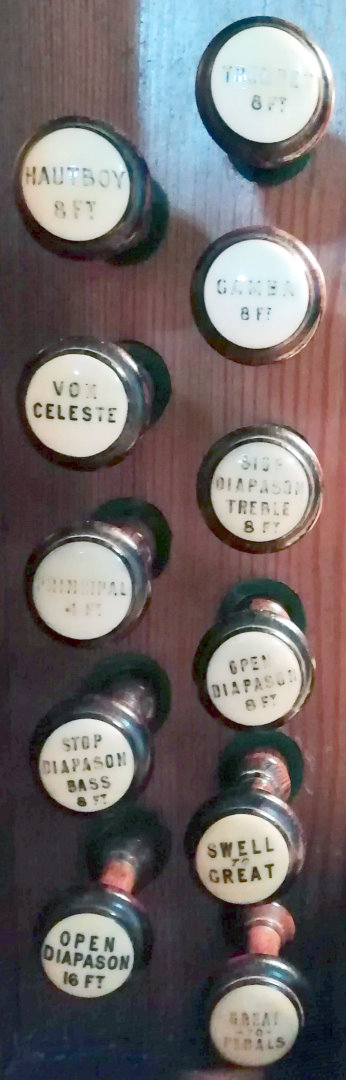 TRUMPET
8 FT
HAUTBOY
8 FT
GAMBA
8 FT
VOX
CELESTE
STOP
DIAPASON
TREBLE
8 FT
PRINCIPAL
4 FT
OPEN
DIAPASON
8 FT
STOP
DIAPASON
BASS
8 FT
SWELL
TO
GREAT
OPEN
DIAPASON
16 FT
GREAT
-TO-
PEDALS